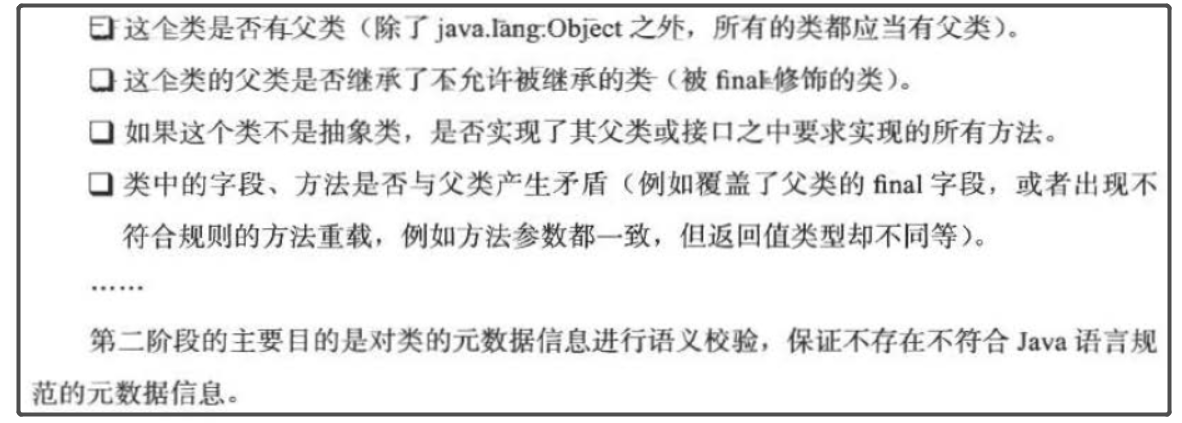 ❑ 这个类是否有父类（除了 java.lang.Object 之外，所有的类都应当有父类）。
❑ 这个类的父类是否继承了不允许被继承的类（被 final 修饰的类）。
❑ 如果这个类不是抽象类，是否实现了其父类或接口之中要求实现的所有方法。
❑ 类中的字段、方法是否与父类产生矛盾（例如覆盖了父类的 final 字段，或者出现不
符合规则的方法重载，例如方法参数都一致，但返回值类型却不同等）。
……
第二阶段的主要目的是对类的元数据信息进行语义校验，保证不存在不符合 Java 语言规
范的元数据信息。